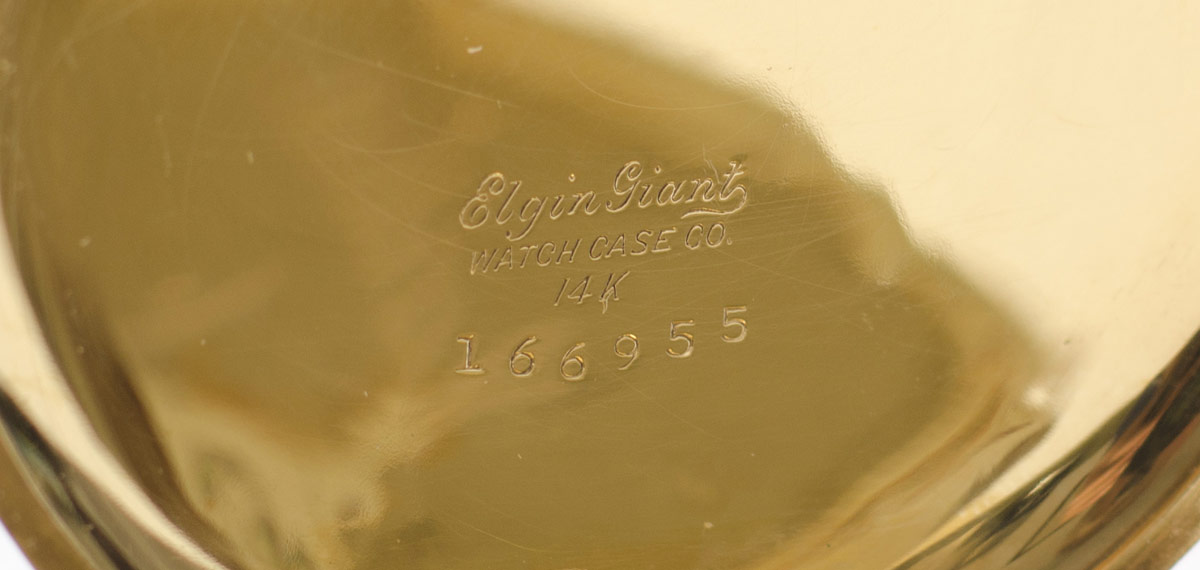 Elgin Giant
WATCH CASE CO.
14K
166955